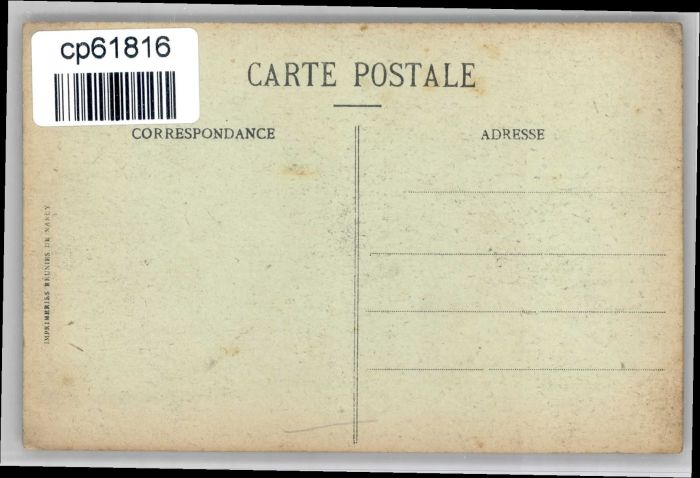 cp61816
CARTE POSTALE
CORRESPONDANCE
ADRESSE
IMPRIMERIES RÉUNIES DE NANCY